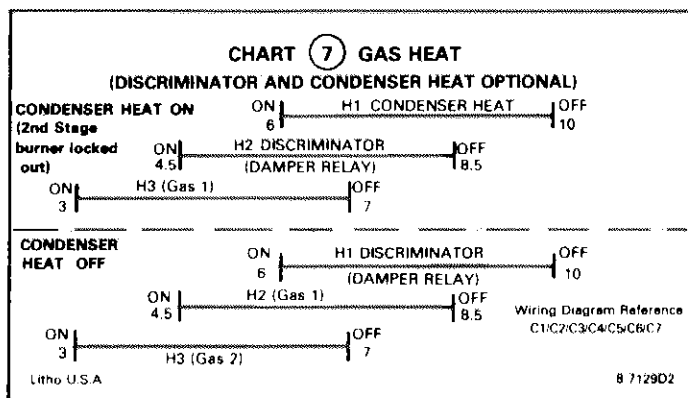 CHART 7 GAS HEAT
(DISCRIMINATOR AND CONDENSER HEAT OPTIONAL)
CONDENSER HEAT ON
(2nd Stage
burner locked
out)
ON 6 H1 CONDENSER HEAT OFF 10
ON 4.5 H2 DISCRIMINATOR (DAMPER RELAY) OFF 8.5
ON 3 H3 (Gas 1) OFF 7
CONDENSER
HEAT OFF
ON 6 H1 DISCRIMINATOR (DAMPER RELAY) OFF 10
ON 4.5 H2 (Gas 1) OFF 8.5
Wiring Diagram Reference
C1/C2/C3/C4/C5/C6/C7
ON 3 H3 (Gas 2) OFF 7
Litho U.S.A
8 7129D2